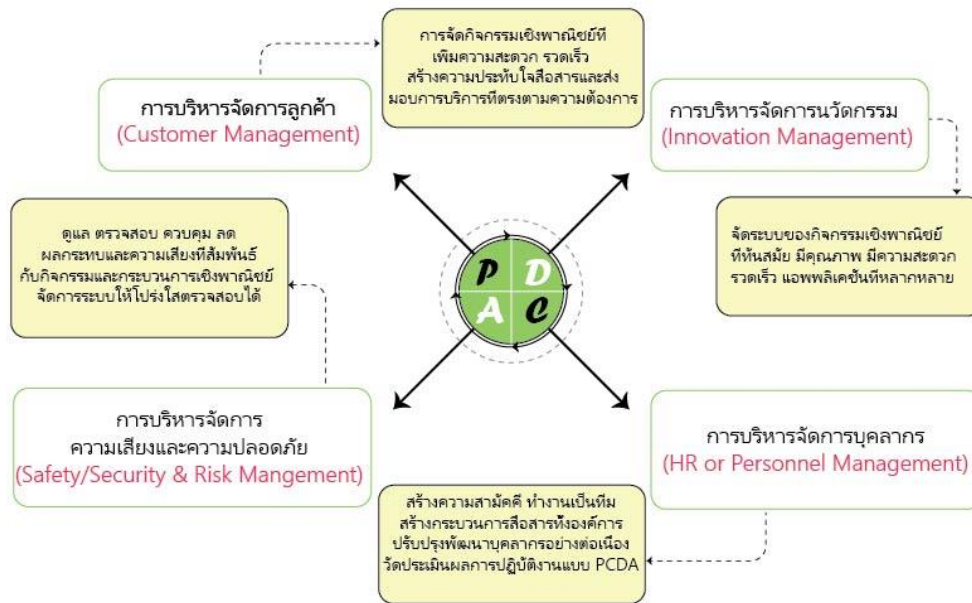 การจัดกิจกรรมเชิงพาณิชย์ที่
เพิ่มความสะดวก รวดเร็ว
สร้างความประทับใจสื่อสารและส่ง
มอบการบริการที่ตรงตามความต้องการ
การบริหารจัดการลูกค้า
(Customer Management)
การบริหารจัดการนวัตกรรม
(Innovation Management)
ดูแล ตรวจสอบ ควบคุม ลด
ผลกระทบและความเสี่ยงที่สัมพันธ์
กับกิจกรรมและกระบวนการเชิงพาณิชย์
จัดการระบบให้โปร่งใสตรวจสอบได้
จัดระบบของกิจกรรมเชิงพาณิชย์
ที่ทันสมัย มีคุณภาพ มีความสะดวก
รวดเร็ว แอพพลิเคชันที่หลากหลาย
P D
A C
การบริหารจัดการ
ความเสี่ยงและความปลอดภัย
(Safety/Security & Risk Mangement)
การบริหารจัดการบุคลากร
(HR or Personnel Management)
สร้างความสามัคคี ทำงานเป็นทีม
สร้างกระบวนการสื่อสารทั้งองค์การ
ปรับปรุงพัฒนาบุคลากรอย่างต่อเนื่อง
วัดประเมินผลการปฏิบัติงานแบบ PCDA